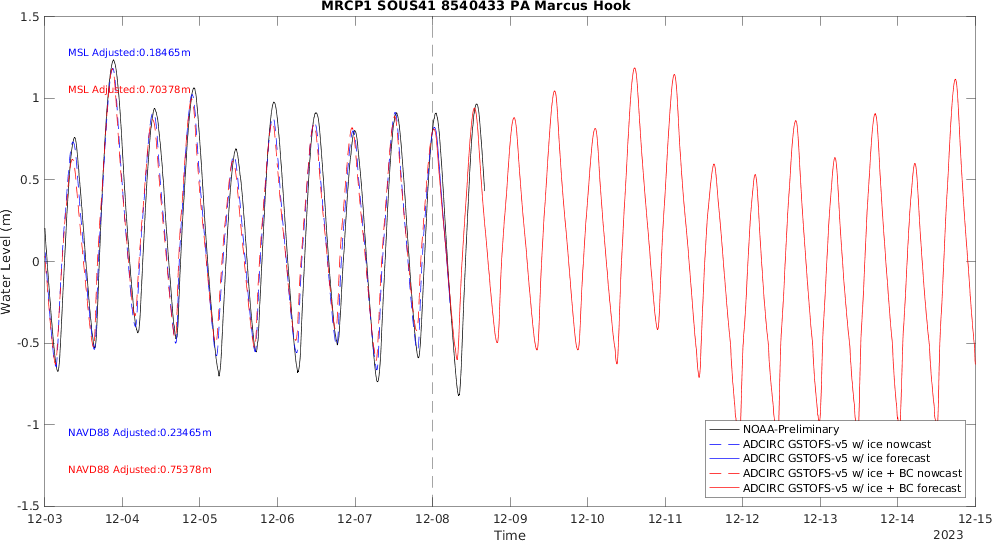 MRCP1 SOUS41 8540433 PA Marcus Hook
1.5
1
0.5
0
-0.5
-1
-1.5
Water Level (m)
MSL Adjusted:0.18465m
MSL Adjusted:0.70378m
NAVD88 Adjusted:0.23465m
NAVD88 Adjusted:0.75378m
NOAA-Preliminary
ADCIRC GSTOFS-v5 w/ ice nowcast
ADCIRC GSTOFS-v5 w/ ice forecast
ADCIRC GSTOFS-v5 w/ ice + BC nowcast
ADCIRC GSTOFS-v5 w/ ice + BC forecast
12-03 12-04 12-05 12-06 12-07 12-08 12-09 12-10 12-11 12-12 12-13 12-14 12-15
Time
2023